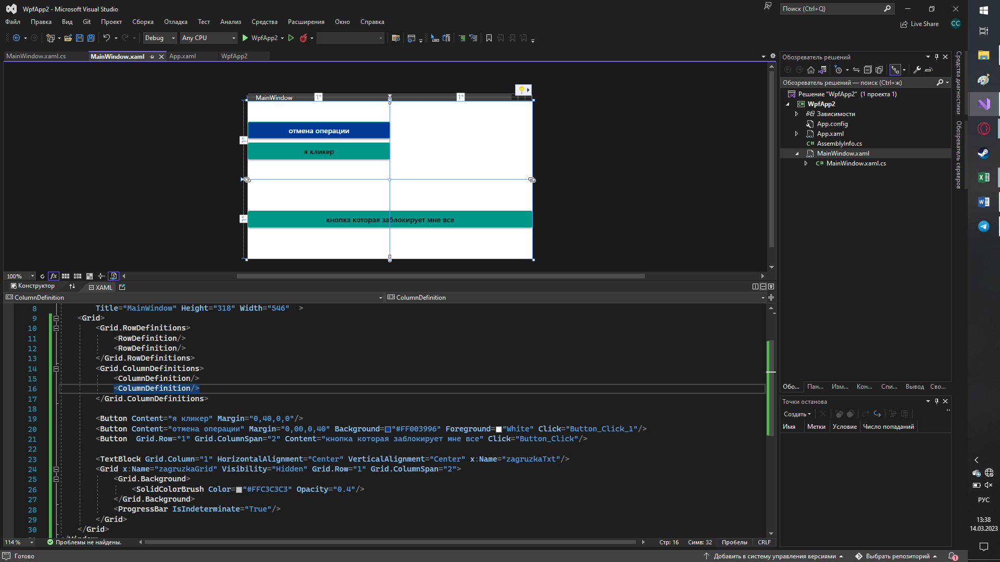 WpfApp2 - Microsoft Visual Studio
Поиск (Ctrl+Q)
Файл Правка Вид Git Проект Сборка Отладка Тест Анализ Средства Расширения Окно Справка
Live Share
CC
Debug Any CPU WpfApp2
MainWindow.xaml.cs MainWindow.xaml App.xaml WpfApp2
MainWindow
1*
1*
отмена операции
я кликер
1*
1*
кнопка которая заблокирует мне все
100%
Конструктор XAML
ColumnDefinition ColumnDefinition
8 Title="MainWindow" Height="318" Width="546" >
9 <Grid>
10 <Grid.RowDefinitions>
11 <RowDefinition/>
12 <RowDefinition/>
13 </Grid.RowDefinitions>
14 <Grid.ColumnDefinitions>
15 <ColumnDefinition/>
16 <ColumnDefinition/>
17 </Grid.ColumnDefinitions>
18
19 <Button Content="я кликер" Margin="0,40,0,0"/>
20 <Button Content="отмена операции" Margin="0,00,0,40" Background="#FF003996" Foreground="White" Click="Button_Click_1"/>
21 <Button  Grid.Row="1" Grid.ColumnSpan="2" Content="кнопка которая заблокирует мне все" Click="Button_Click"/>
22
23 <TextBlock Grid.Column="1" HorizontalAlignment="Center" VerticalAlignment="Center" x:Name="zagruzkaTxt"/>
24 <Grid x:Name="zagruzkaGrid" Visibility="Hidden" Grid.Row="1" Grid.ColumnSpan="2">
25 <Grid.Background>
26 <SolidColorBrush Color="#FFC3C3C3" Opacity="0.4"/>
27 </Grid.Background>
28 <ProgressBar IsIndeterminate="True"/>
29 </Grid>
30 </Grid>
114 % Проблемы не найдены. Стр: 16 Симв: 32 Пробелы CRLF
Готово
Добавить в систему управления версиями Выбрать репозиторий 1
Обозреватель решений
Обозреватель решений — поиск (Ctrl+ж)
Решение "WpfApp2" (1 проекта 1)
WpfApp2
Зависимости
App.config
App.xaml
C# AssemblyInfo.cs
MainWindow.xaml
C# MainWindow.xaml.cs
Обо... Пан... Изм... Кон... Спи... Вывод Сво...
Точки останова
Создать
Имя Метки Условие Число попаданий
Средства диагностики
Обозреватель серверов
РУС
13:38
14.03.2023